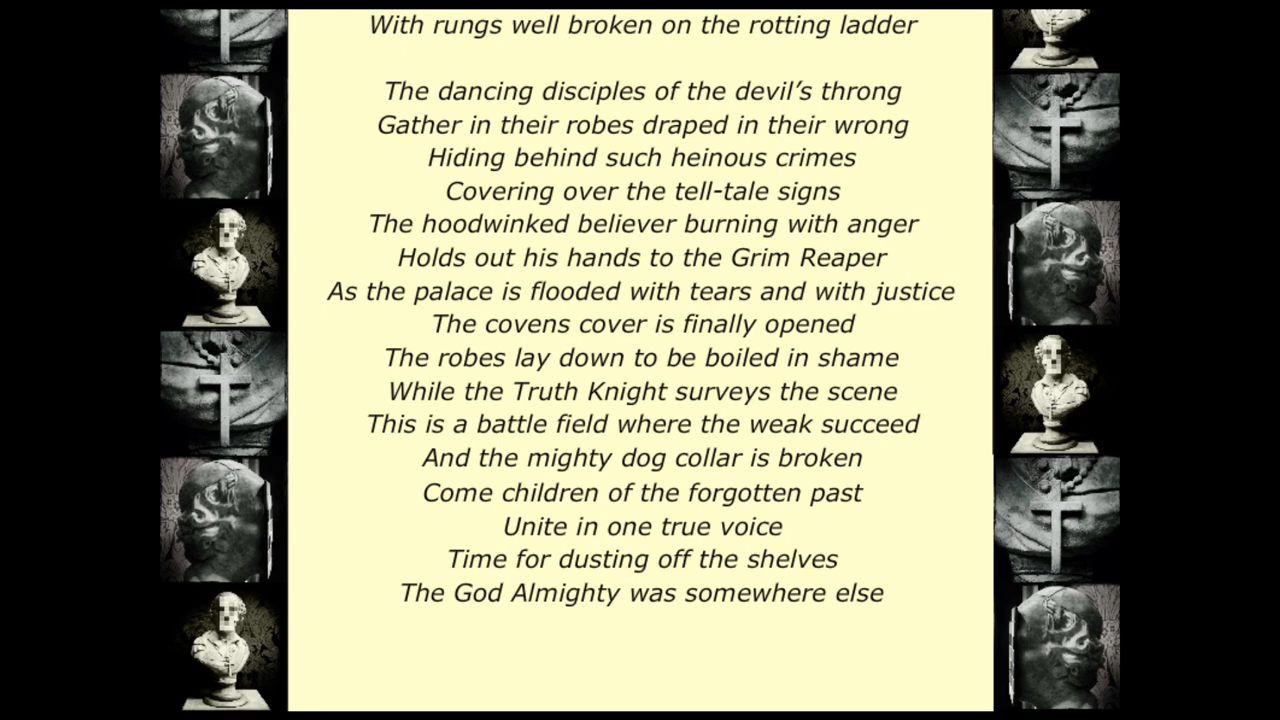 With rungs well broken on the rotting ladder
The dancing disciples of the devil’s throng
Gather in their robes draped in their wrong
Hiding behind such heinous crimes
Covering over the tell-tale signs
The hoodwinked believer burning with anger
Holds out his hands to the Grim Reaper
As the palace is flooded with tears and with justice
The covens cover is finally opened
The robes lay down to be boiled in shame
While the Truth Knight surveys the scene
This is a battle field where the weak succeed
And the mighty dog collar is broken
Come children of the forgotten past
Unite in one true voice
Time for dusting off the shelves
The God Almighty was somewhere else